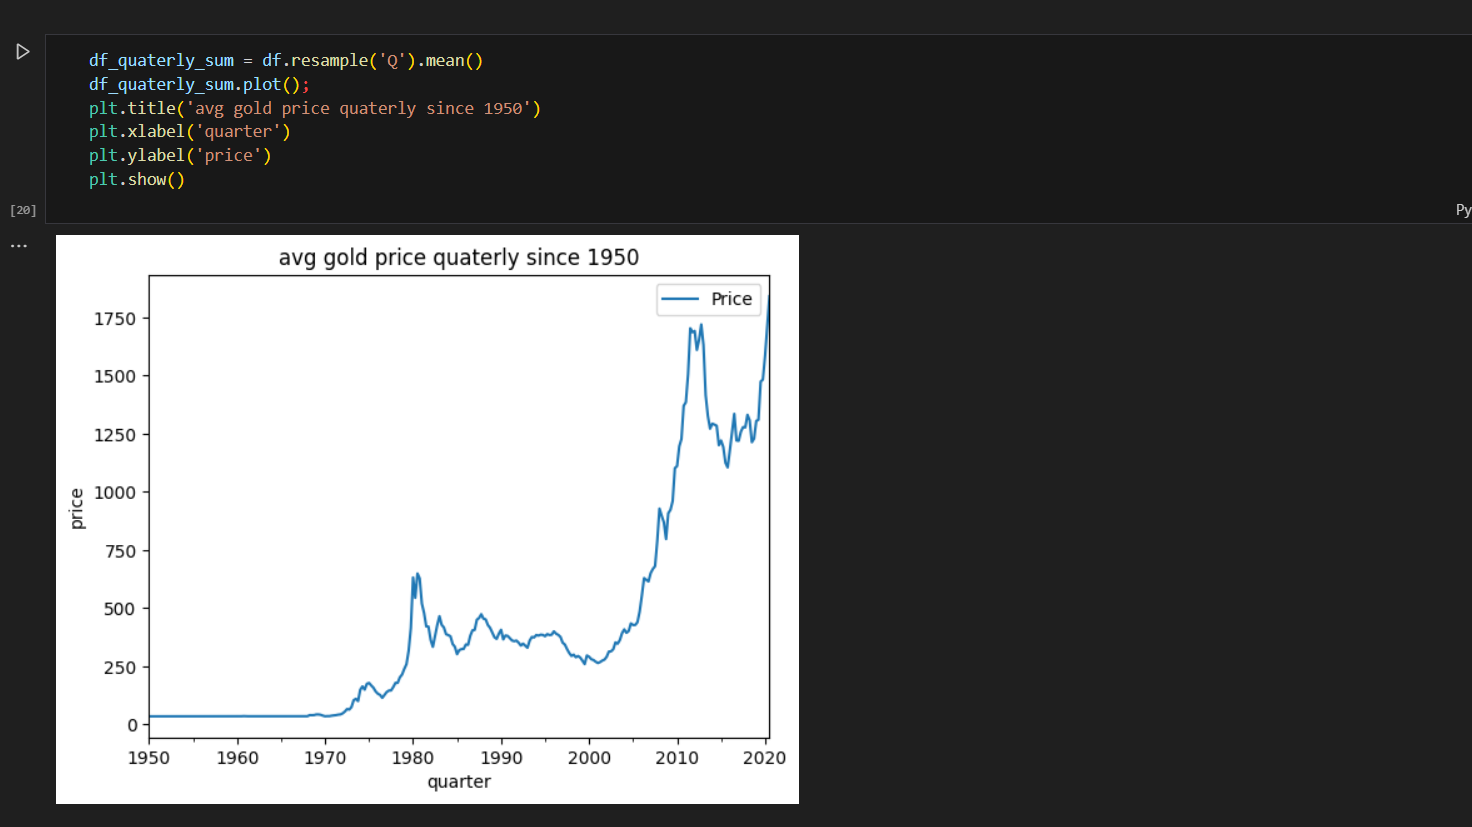 df_quaterly_sum = df.resample('Q').mean()
df_quaterly_sum.plot();
plt.title('avg gold price quaterly since 1950')
plt.xlabel('quarter')
plt.ylabel('price')
plt.show()
[20]
Py
...
avg gold price quaterly since 1950
Price
1750
1500
1250
1000
750
500
250
0
price
1950 1960 1970 1980 1990 2000 2010 2020
quarter